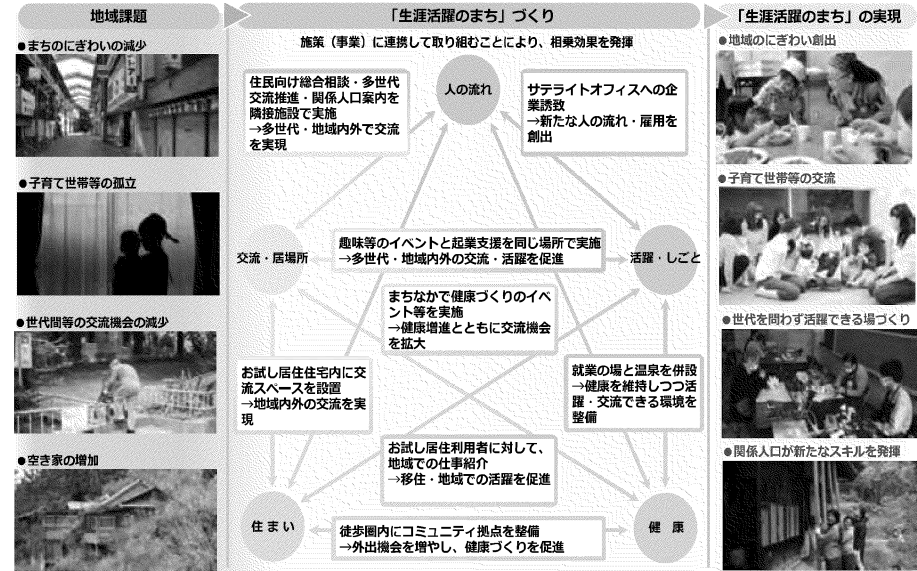 地域課題
「生涯活躍のまち」づくり
「生涯活躍のまち」の実現
●まちのにぎわいの減少
●子育て世帯等の孤立
●世代間等の交流機会の減少
●空き家の増加
施策（事業）に連携して取り組むことにより、相乗効果を発揮
人の流れ
住民向け総合相談・多世代
交流推進・関係人口案内を
隣接施設で実施
→多世代・地域内外で交流
を実現
サテライトオフィスへの企
業誘致
→新たな人の流れ・雇用を
創出
交流・居場所
趣味等のイベントと起業支援を同じ場所で実施
→多世代・地域内外の交流・活躍を促進
活躍・しごと
まちなかで健康づくりのイベ
ント等を実施
→健康増進とともに交流機会
を拡大
お試し居住住宅内に交
流スペースを設置
→地域内外の交流を実
現
就業の場と温泉を併設
→健康を維持しつつ活
躍・交流できる環境を
整備
お試し居住利用者に対して、
地域での仕事紹介
→移住・地域での活躍を促進
住まい
徒歩圏内にコミュニティ拠点を整備
→外出機会を増やし、健康づくりを促進
健　康
●地域のにぎわい創出
●子育て世帯等の交流
●世代を問わず活躍できる場づくり
●関係人口が新たなスキルを発揮